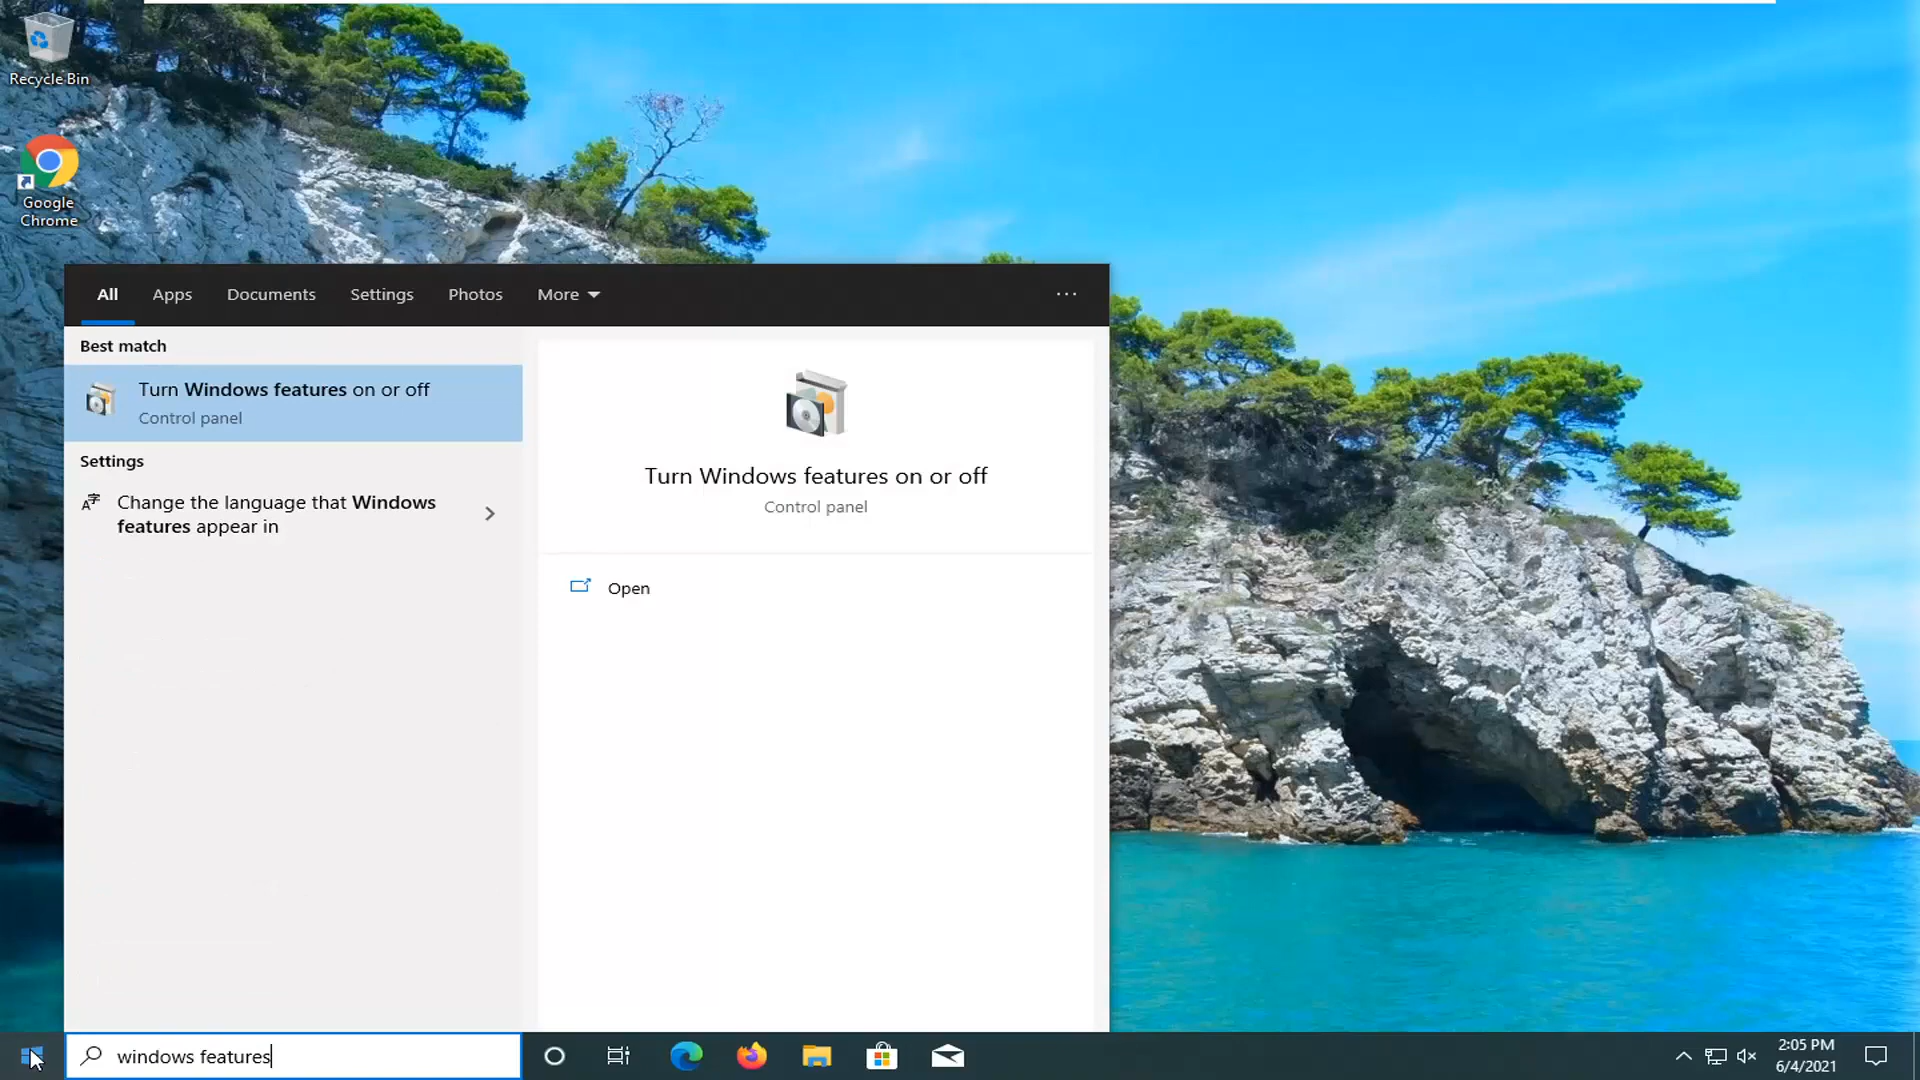 Recycle Bin
Google
Chrome
All Apps Documents Settings Photos More
Best match
Turn Windows features on or off
Control panel
Settings
Change the language that Windows
features appear in
Turn Windows features on or off
Control panel
Open
windows features
2:05 PM
6/4/2021